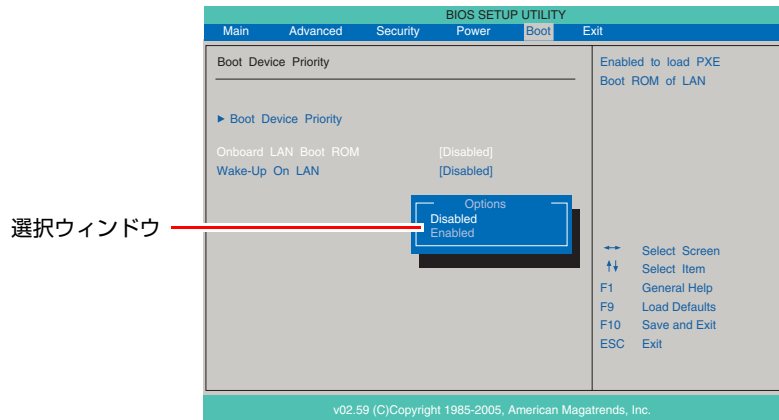 BIOS SETUP UTILITY
Main Advanced Security Power Boot Exit
Boot Device Priority
▶ Boot Device Priority
Onboard LAN Boot ROM [Disabled]
Wake-Up On LAN [Disabled]
Options
Disabled
Enabled
選択ウィンドウ
Enabled to load PXE
Boot ROM of LAN
↔ Select Screen
↑↓ Select Item
F1 General Help
F9 Load Defaults
F10 Save and Exit
ESC Exit
v02.59 (C)Copyright 1985-2005, American Magatrends, Inc.